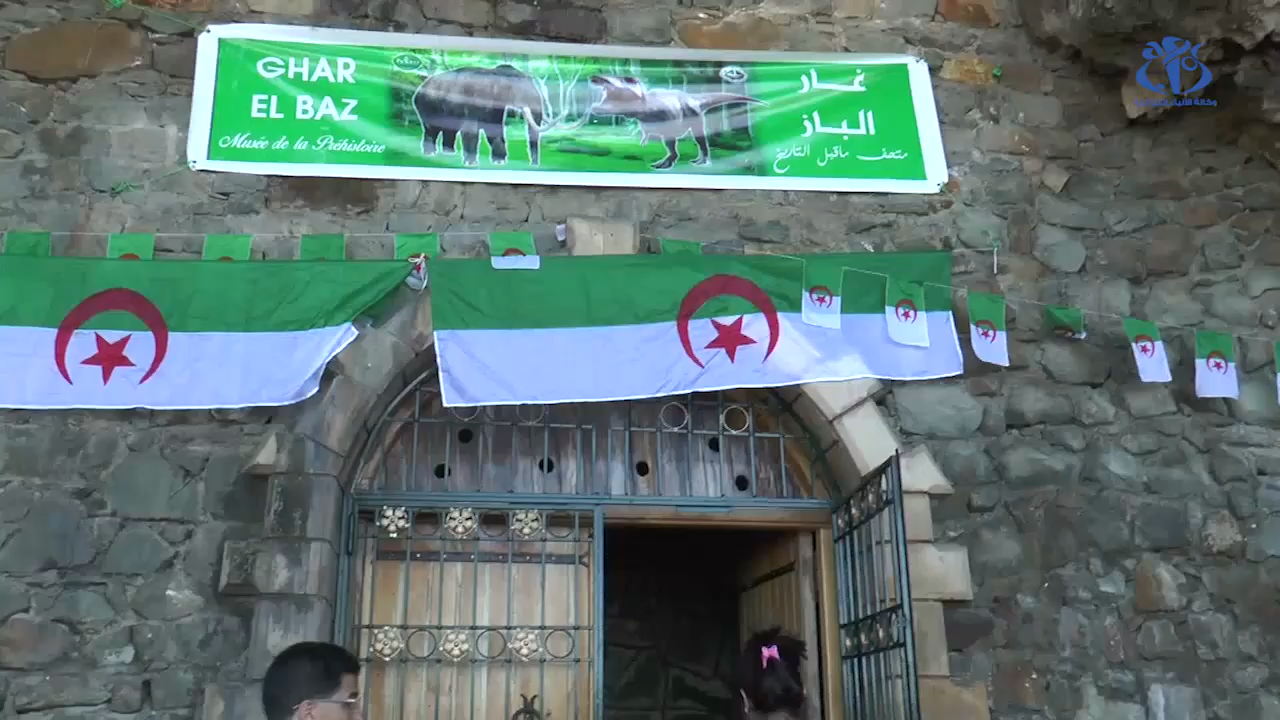 GHAR
EL BAZ
Musée de la Préhistoire
غار
الباز
متحف ماقبل التاريخ